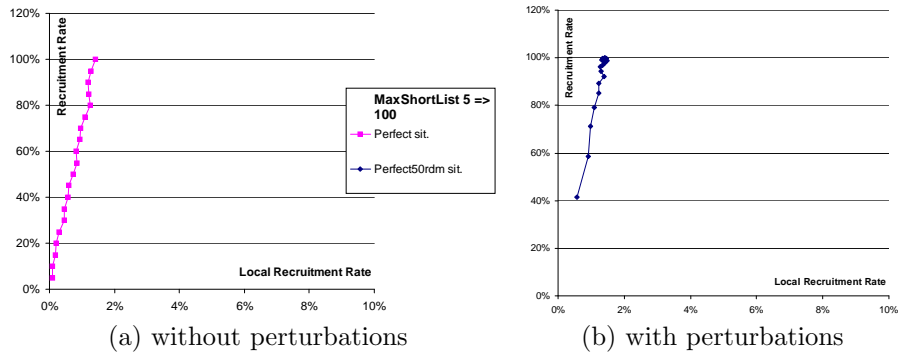 120%
100%
80%
60%
40%
20%
0%
Recruitment Rate
Local Recruitment Rate
0% 2% 4% 6% 8% 10%
(a) without perturbations
MaxShortList 5 =>
100
Perfect sit.
Perfect50rdm sit.
120%
100%
80%
60%
40%
20%
0%
Recruitment Rate
Local Recruitment Rate
0% 2% 4% 6% 8% 10%
(b) with perturbations